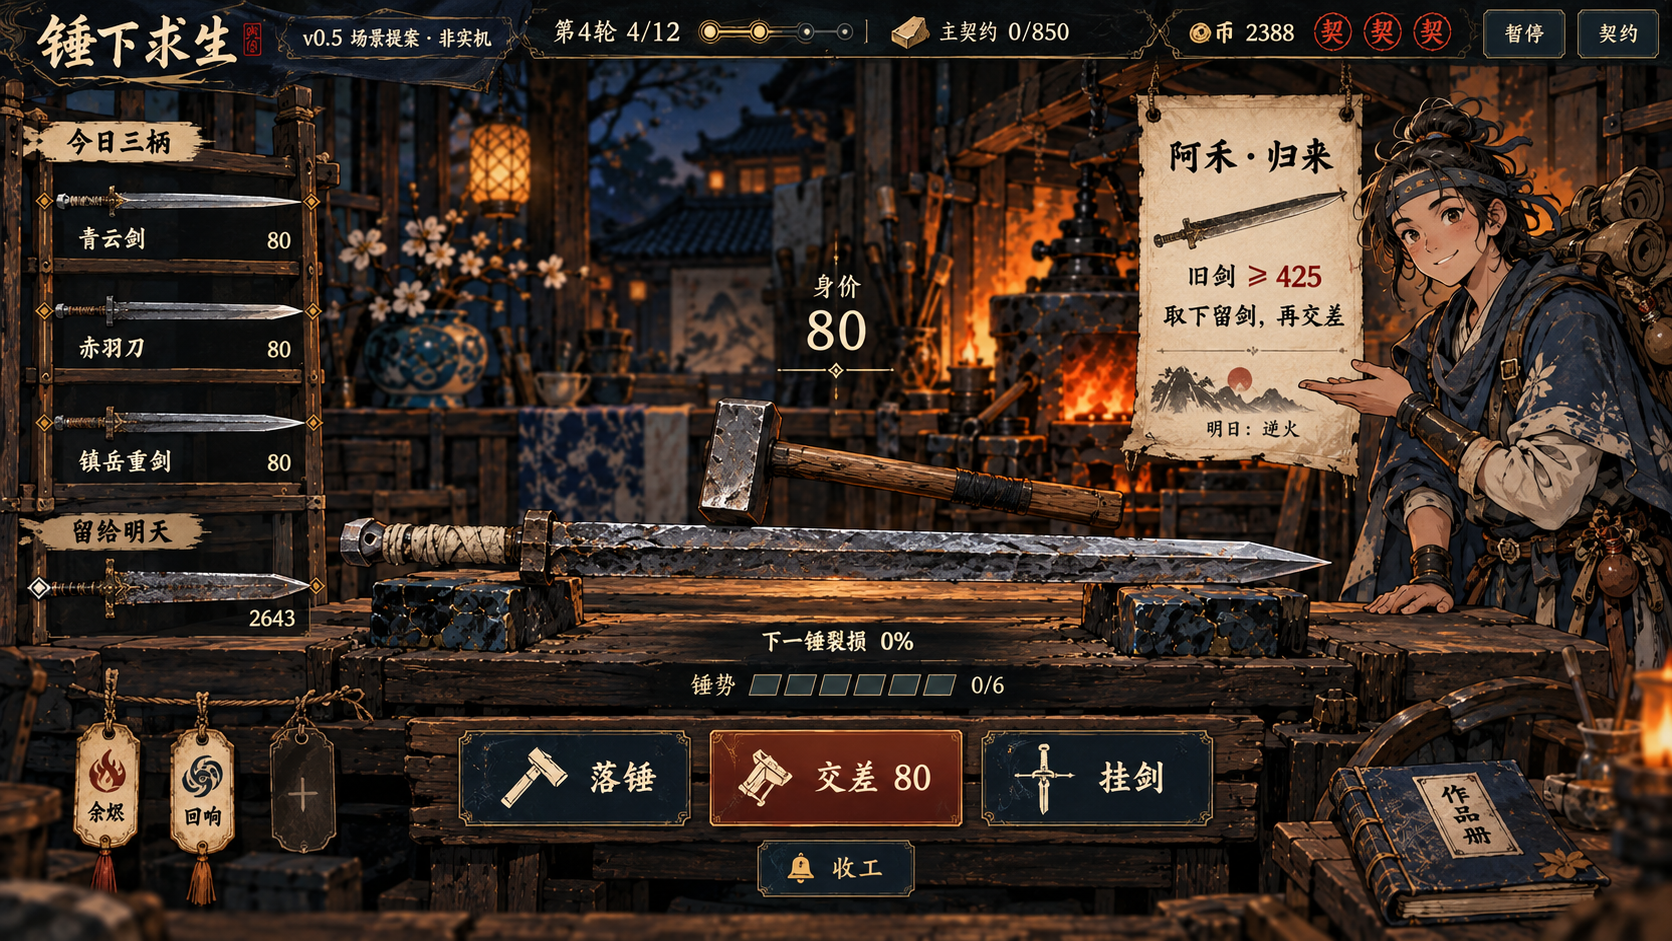 锤下求生
v0.5 场景提案·非实机
第4轮 4/12
主契约 0/850
币 2388
契 契 契
暂停
契约
今日三柄
青云剑 80
赤羽刀 80
镇岳重剑 80
留给明天
2643
身价
80
阿禾·归来
旧剑 ≥ 425
取下留剑，再交差
明日：逆火
下一锤裂损 0%
锤势 0/6
余烬
回响
落锤
交差 80
挂剑
收工
作品册